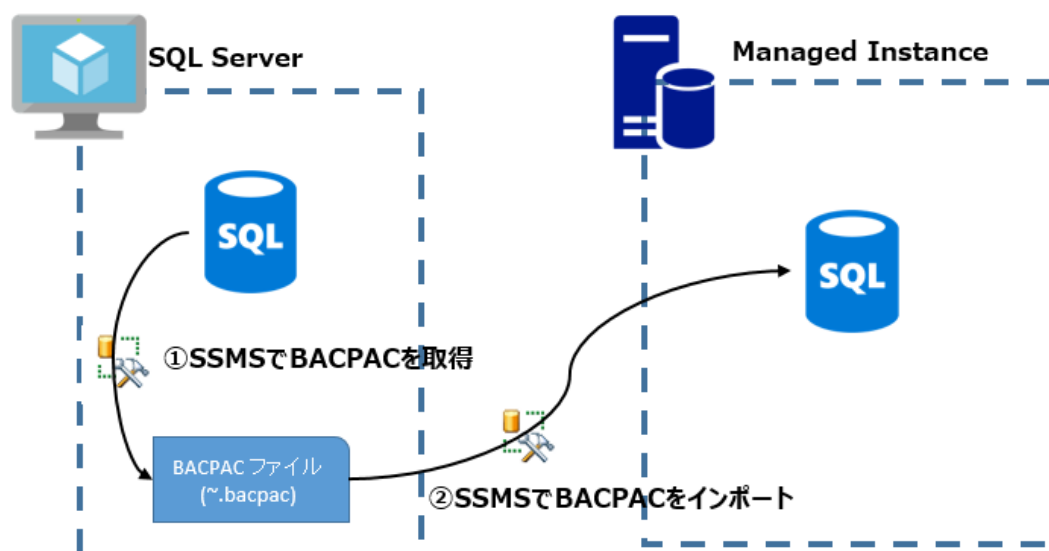 SQL Server
Managed Instance
SQL
SQL
①SSMSでBACPACを取得
BACPAC ファイル
(~.bacpac)
②SSMSでBACPACをインポート